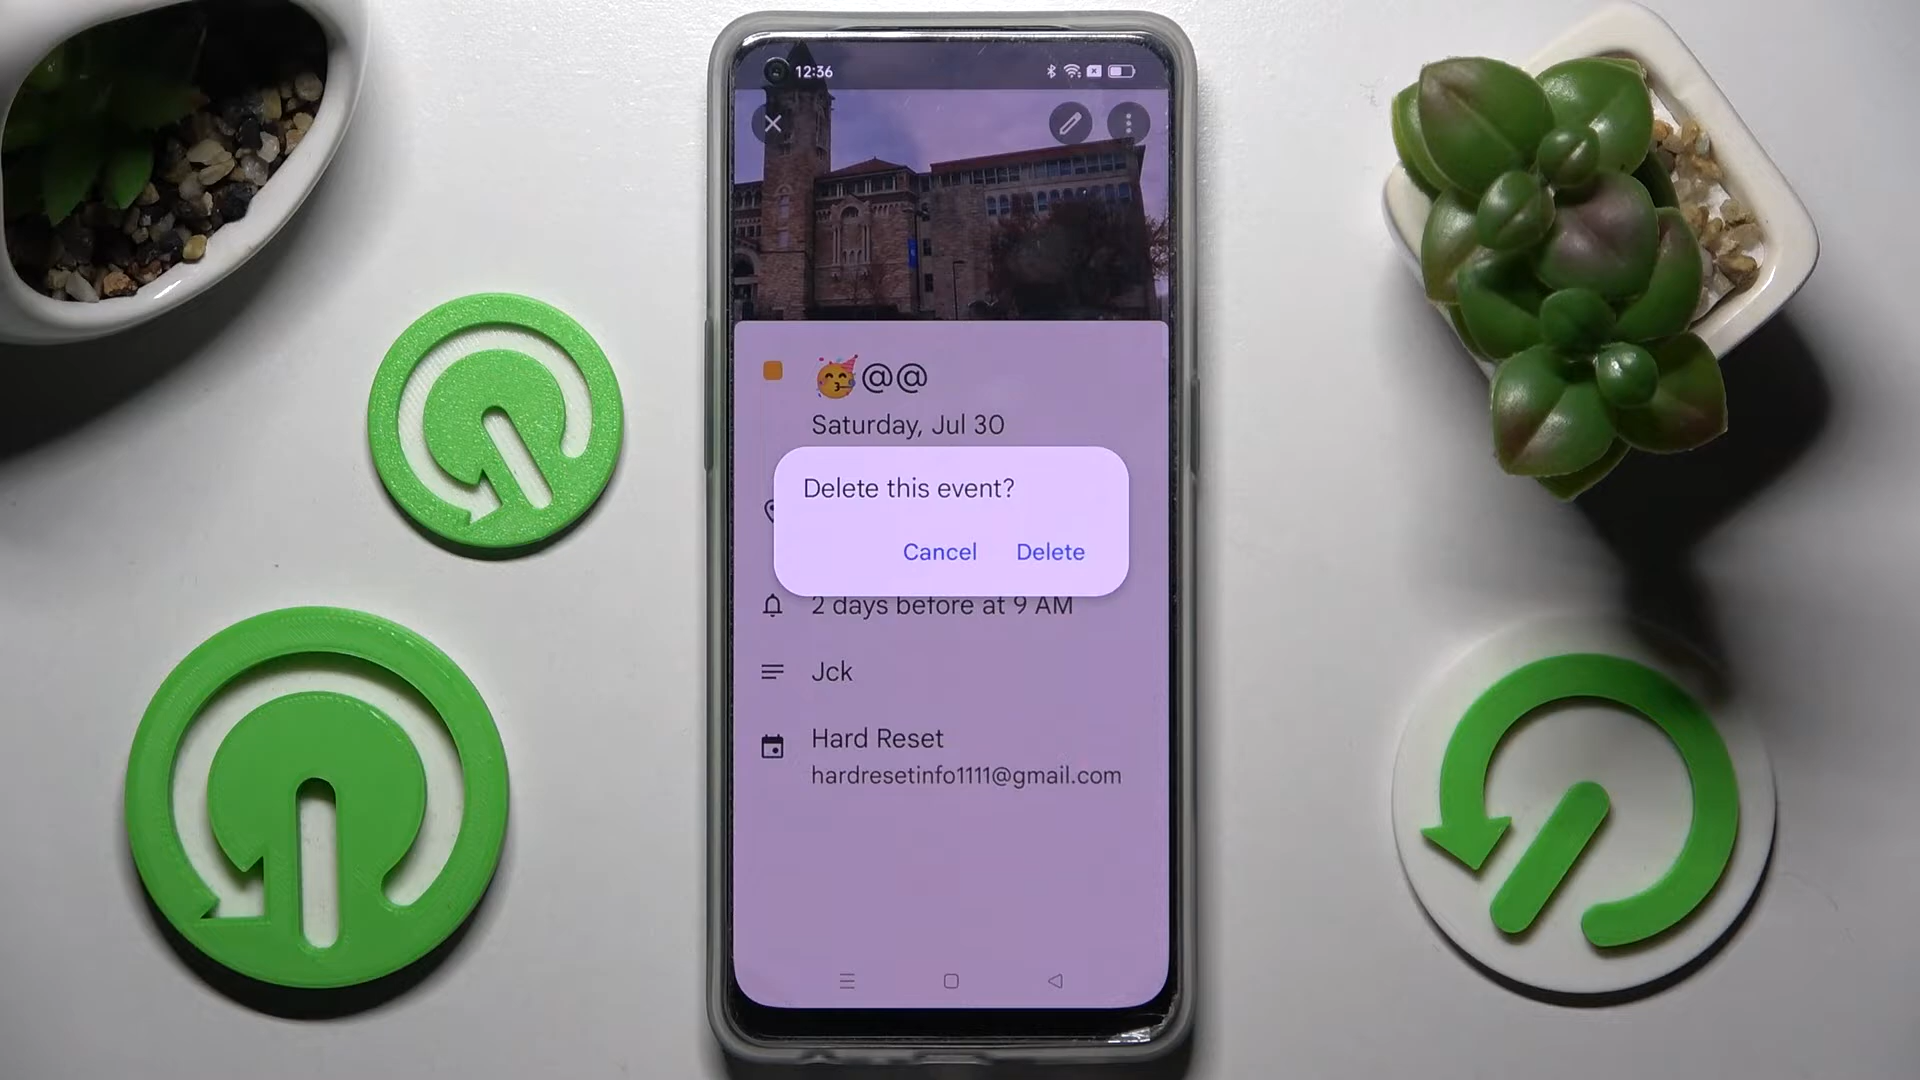 12:36
🥳@@
Saturday, Jul 30
Delete this event?
Cancel Delete
2 days before at 9 AM
Jck
Hard Reset
hardresetinfo1111@gmail.com